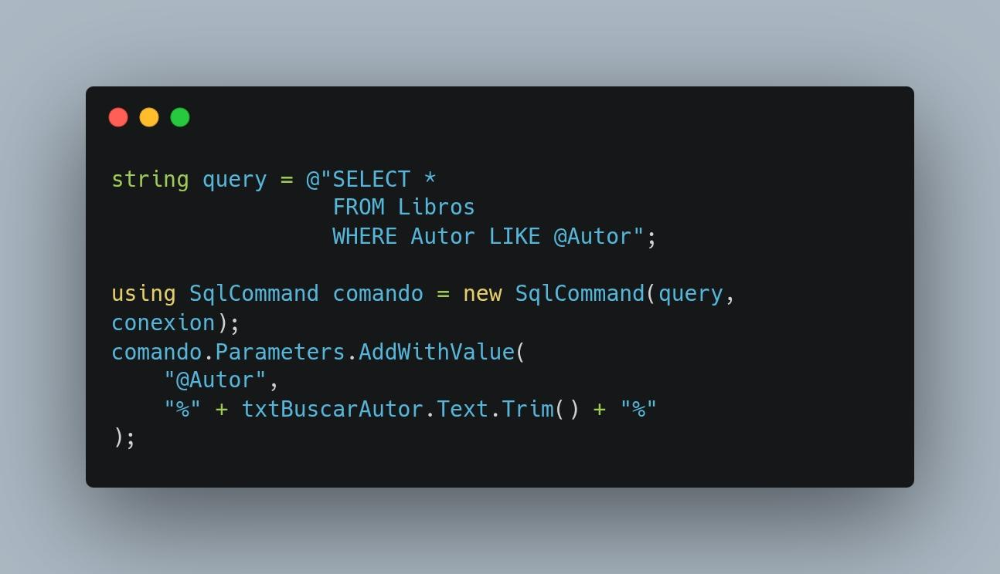 string query = @"SELECT *
                 FROM Libros
                 WHERE Autor LIKE @Autor";

using SqlCommand comando = new SqlCommand(query,
conexion);
comando.Parameters.AddWithValue(
    "@Autor",
    "%" + txtBuscarAutor.Text.Trim() + "%"
);